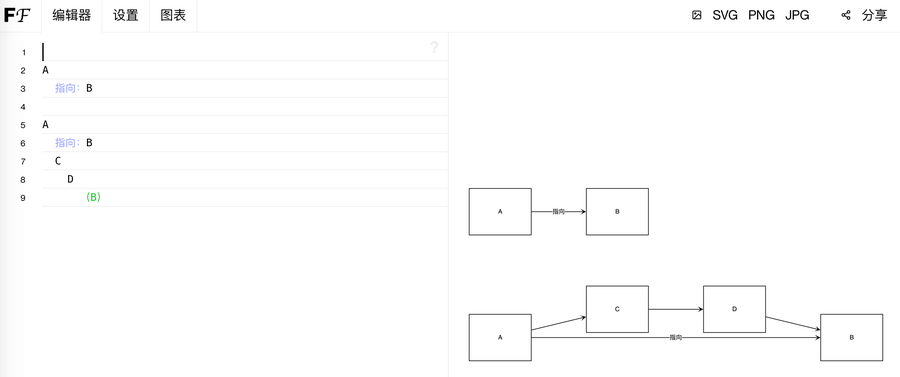 FF 编辑器 设置 图表 SVG PNG JPG 分享
?
1
2 A
3 指向: B
4
5 A
6 指向: B
7 C
8 D
9 (B)
A 指向 B
C D
A 指向 B